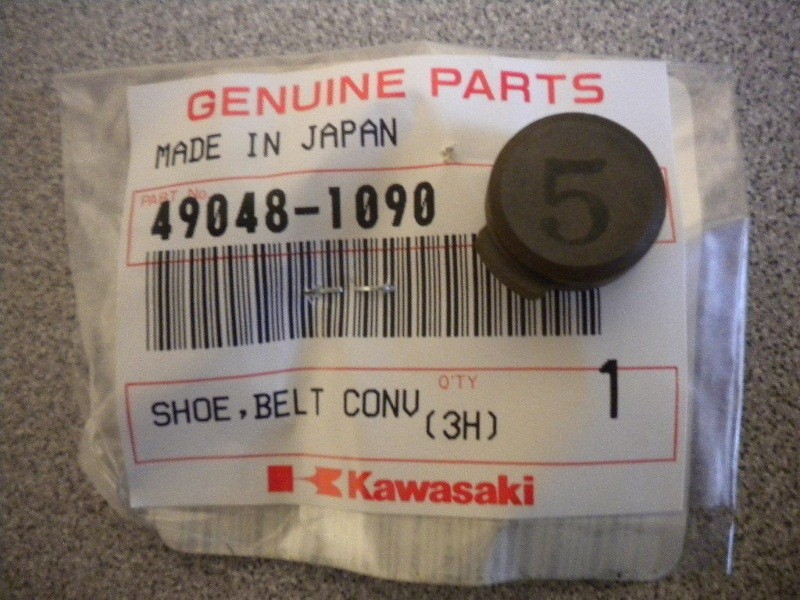 GENUINE PARTS
MADE IN JAPAN
PART No.
49048-1090
5
Q'TY
1
SHOE,BELT CONV
(3H)
Kawasaki